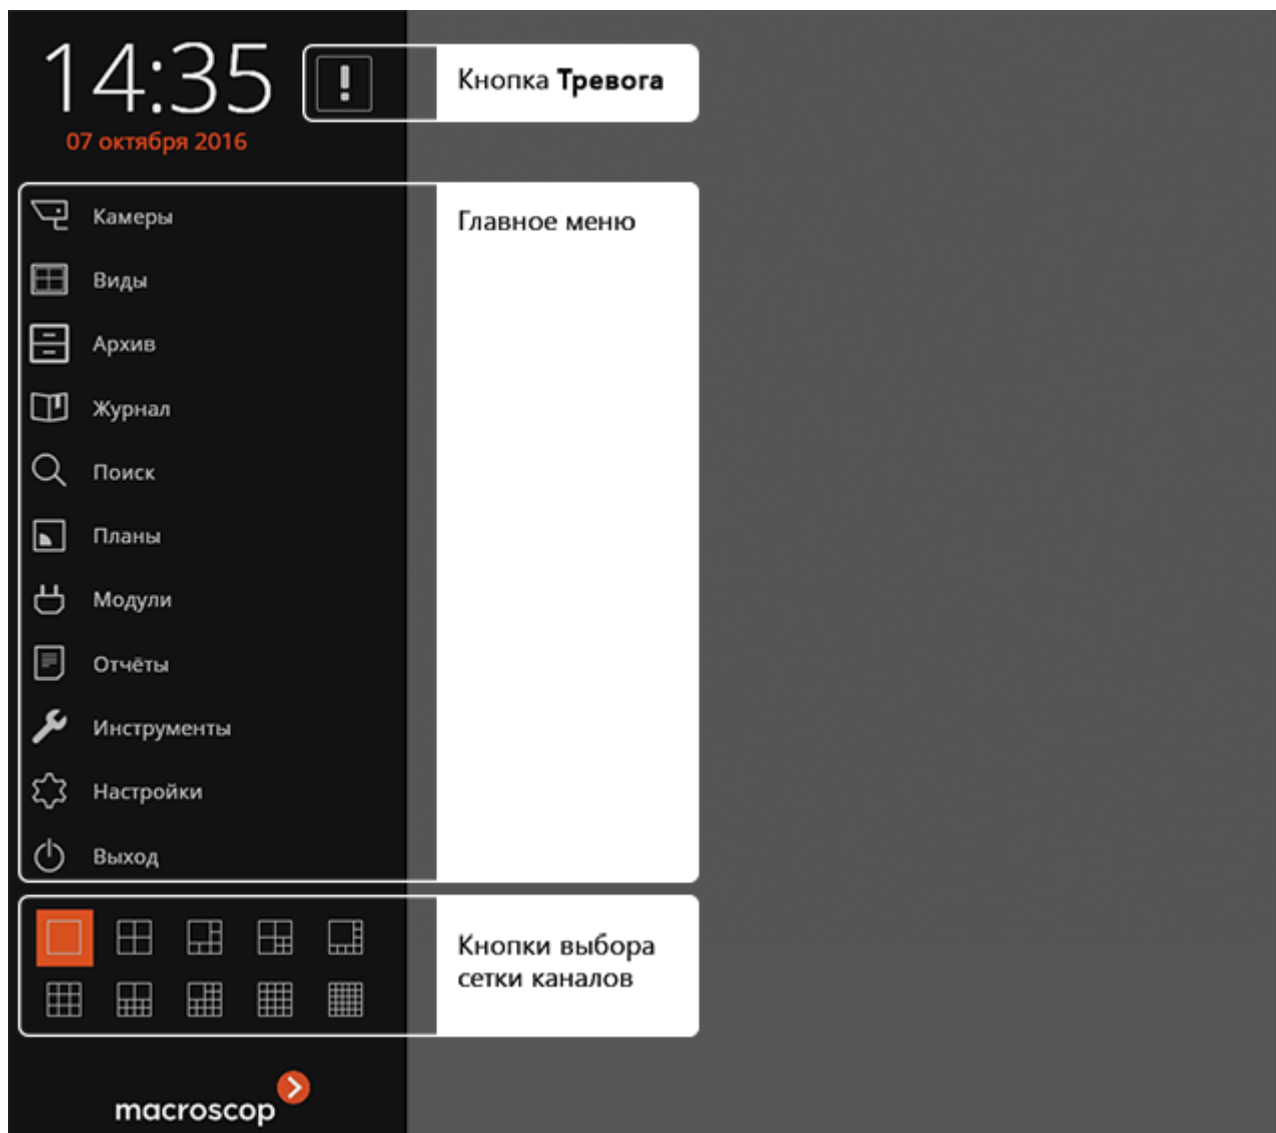 14:35
!
Кнопка Тревога
07 октября 2016
Камеры
Главное меню
Виды
Архив
Журнал
Поиск
Планы
Модули
Отчёты
Инструменты
Настройки
Выход
Кнопки выбора
сетки каналов
macroscop